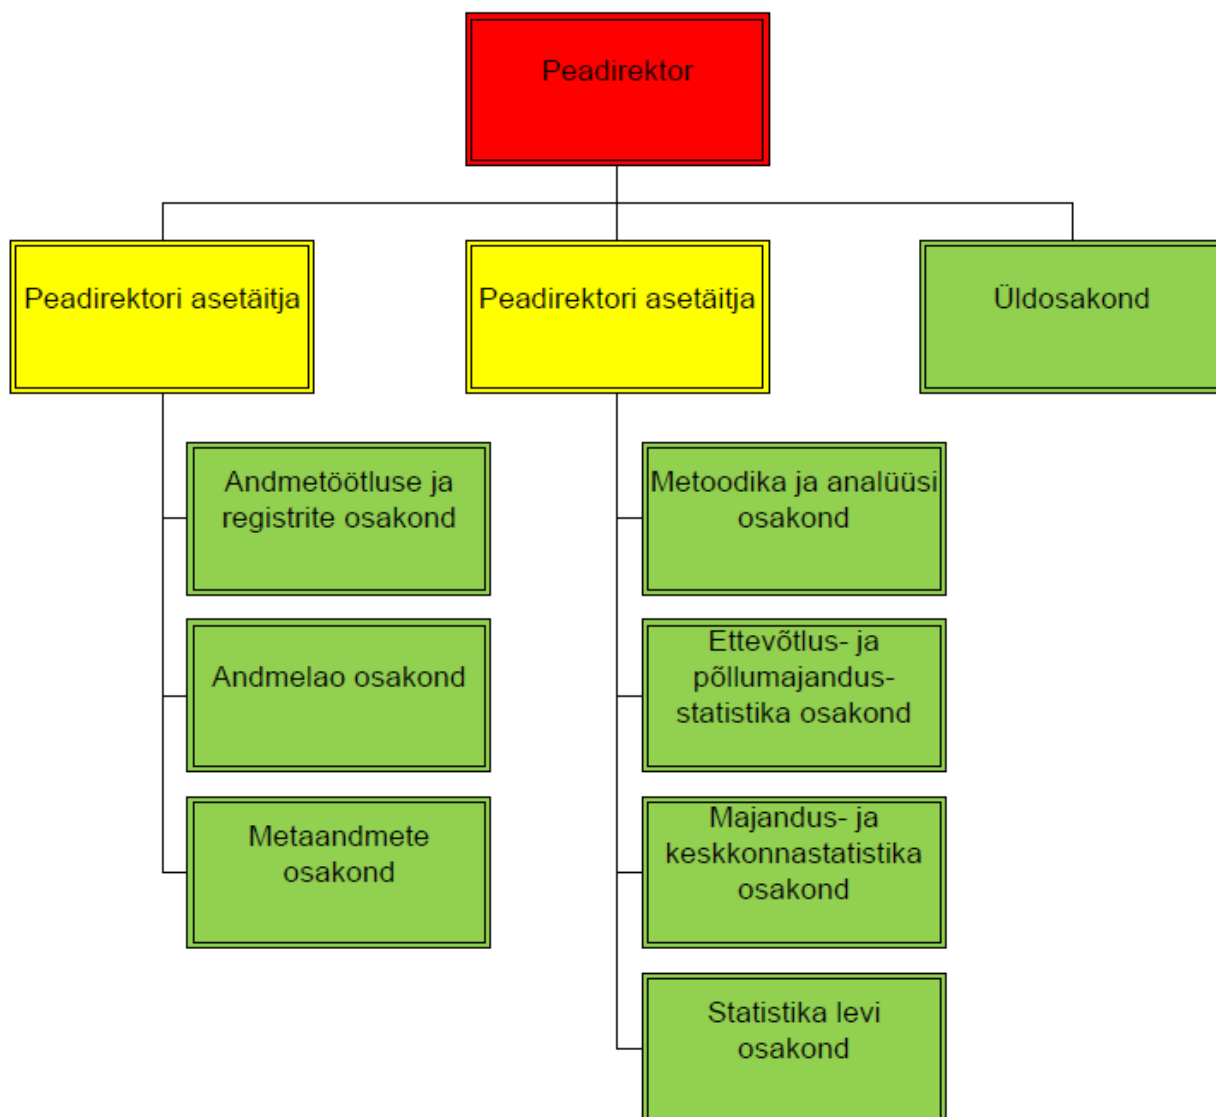 Peadirektor
Peadirektori asetäitja
Peadirektori asetäitja
Üldosakond
Andmetöötluse ja
registrite osakond
Andmelao osakond
Metaandmete
osakond
Metoodika ja analüüsi
osakond
Ettevõtlus- ja
põllumajandus-
statistika osakond
Majandus- ja
keskkonnastatistika
osakond
Statistika levi
osakond